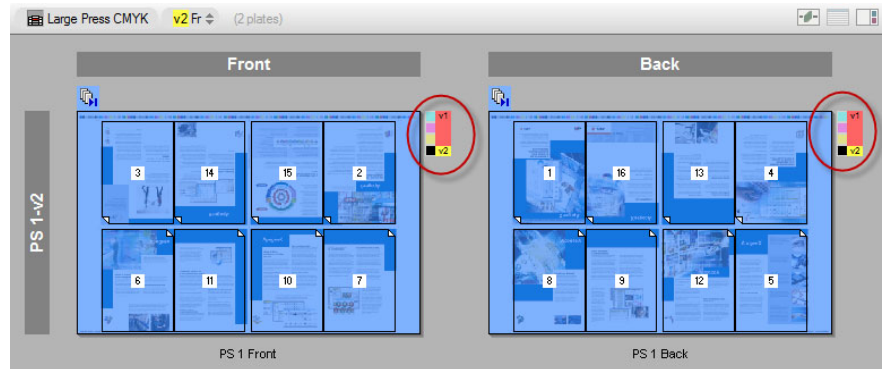 Large Press CMYK v2 Fr (2 plates)
Front Back
v1 v1
v2 v2
3 14 15 2 1 16 13 4
PS 1-v2
6 11 10 7 8 9 12 5
PS 1 Front PS 1 Back